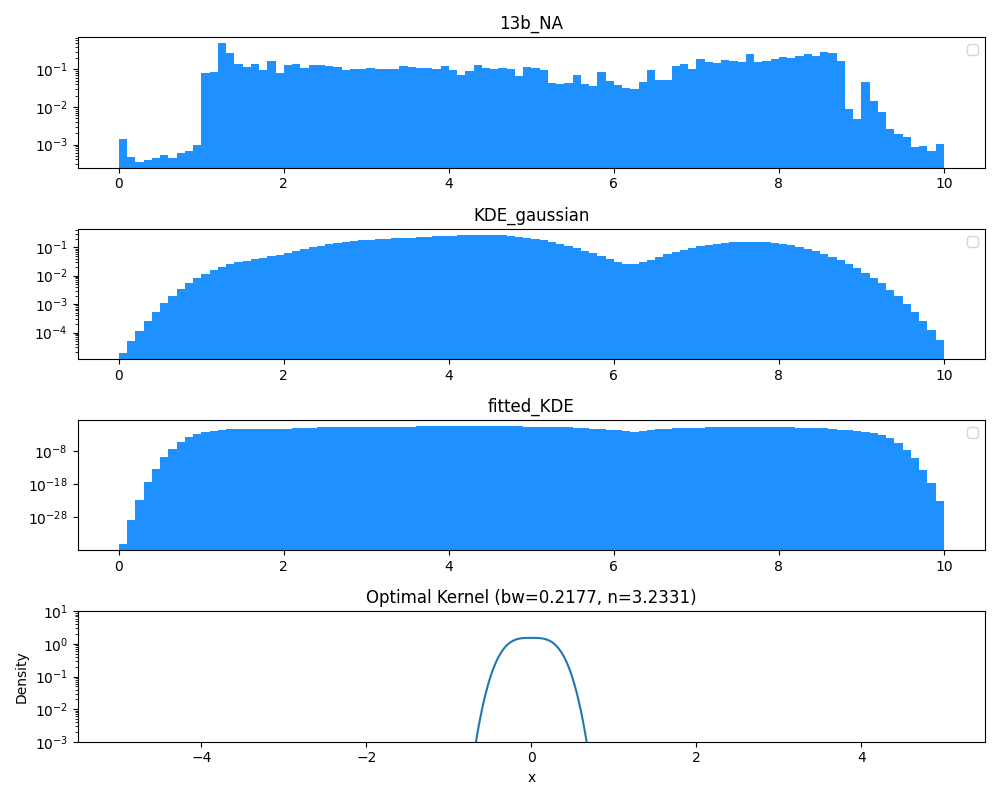 13b_NA
10⁻¹
10⁻²
10⁻³
0 2 4 6 8 10
KDE_gaussian
10⁻¹
10⁻²
10⁻³
10⁻⁴
0 2 4 6 8 10
fitted_KDE
10⁻⁸
10⁻¹⁸
10⁻²⁸
0 2 4 6 8 10
Optimal Kernel (bw=0.2177, n=3.2331)
Density
10¹
10⁰
10⁻¹
10⁻²
10⁻³
−4 −2 0 2 4
x